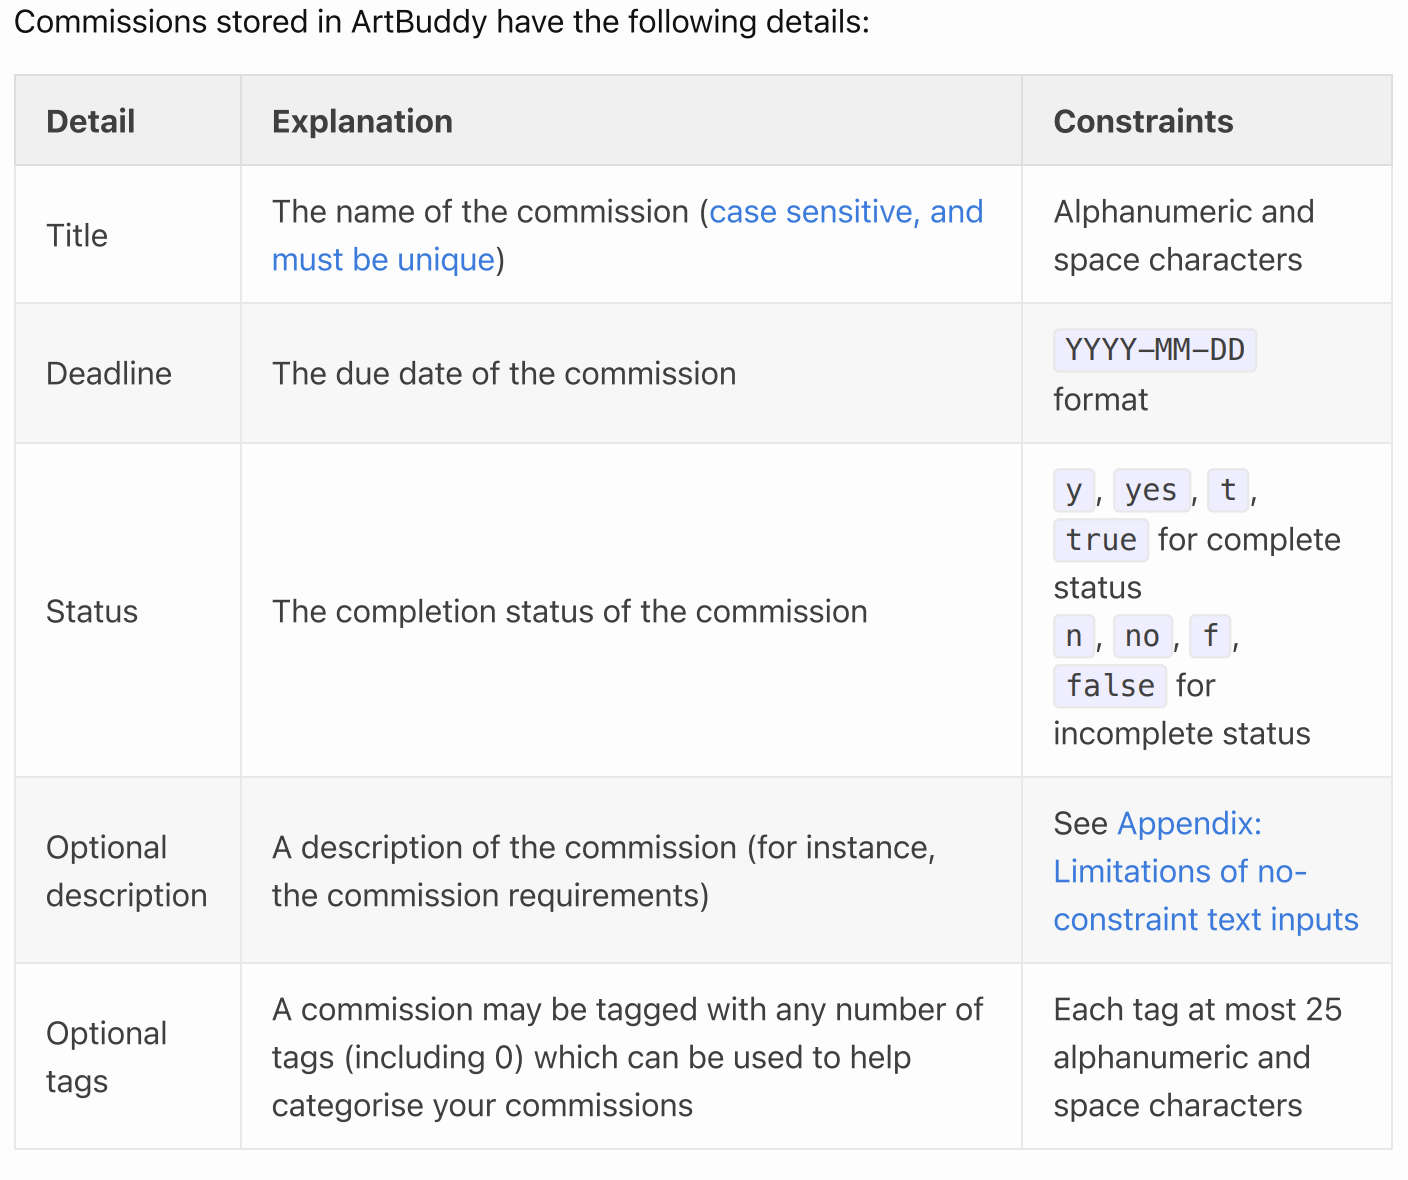 Commissions stored in ArtBuddy have the following details:
Detail
Explanation
Constraints
Title
The name of the commission (case sensitive, and
must be unique)
Alphanumeric and
space characters
Deadline
The due date of the commission
YYYY-MM-DD
format
Status
The completion status of the commission
y, yes, t,
true for complete
status
n, no, f,
false for
incomplete status
Optional
description
A description of the commission (for instance,
the commission requirements)
See Appendix:
Limitations of no-
constraint text inputs
Optional
tags
A commission may be tagged with any number of
tags (including 0) which can be used to help
categorise your commissions
Each tag at most 25
alphanumeric and
space characters